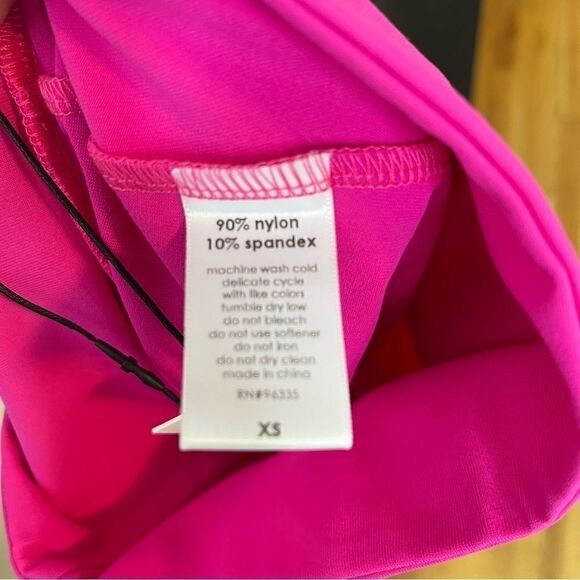 90% nylon
10% spandex
machine wash cold
delicate cycle
with like colors
tumble dry low
do not bleach
do not use softener
do not iron
do not dry clean
made in china
RN#96335
XS